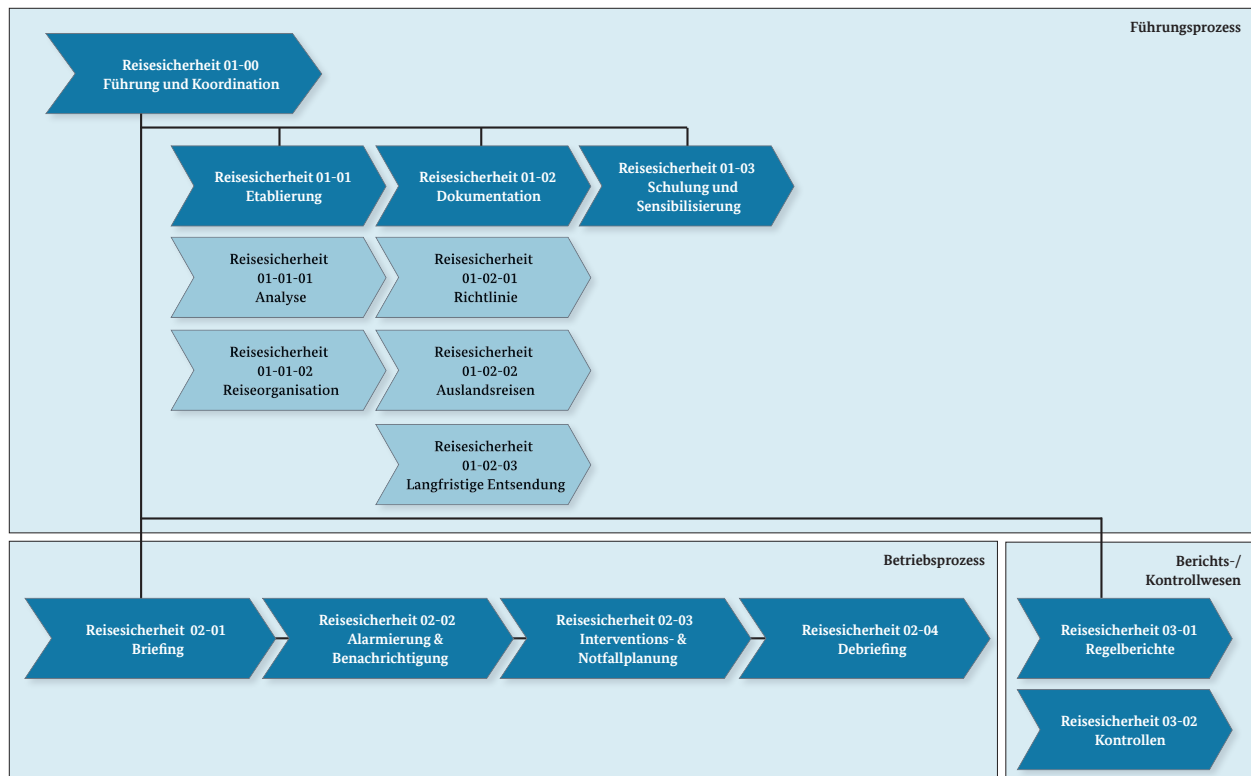 Führungsprozess
Reisesicherheit 01-00
Führung und Koordination
Reisesicherheit 01-01
Etablierung
Reisesicherheit 01-02
Dokumentation
Reisesicherheit 01-03
Schulung und
Sensibilisierung
Reisesicherheit
01-01-01
Analyse
Reisesicherheit
01-02-01
Richtlinie
Reisesicherheit
01-01-02
Reiseorganisation
Reisesicherheit
01-02-02
Auslandsreisen
Reisesicherheit
01-02-03
Langfristige Entsendung
Betriebsprozess
Reisesicherheit 02-01
Briefing
Reisesicherheit 02-02
Alarmierung &
Benachrichtigung
Reisesicherheit 02-03
Interventions- &
Notfallplanung
Reisesicherheit 02-04
Debriefing
Berichts-/
Kontrollwesen
Reisesicherheit 03-01
Regelberichte
Reisesicherheit 03-02
Kontrollen